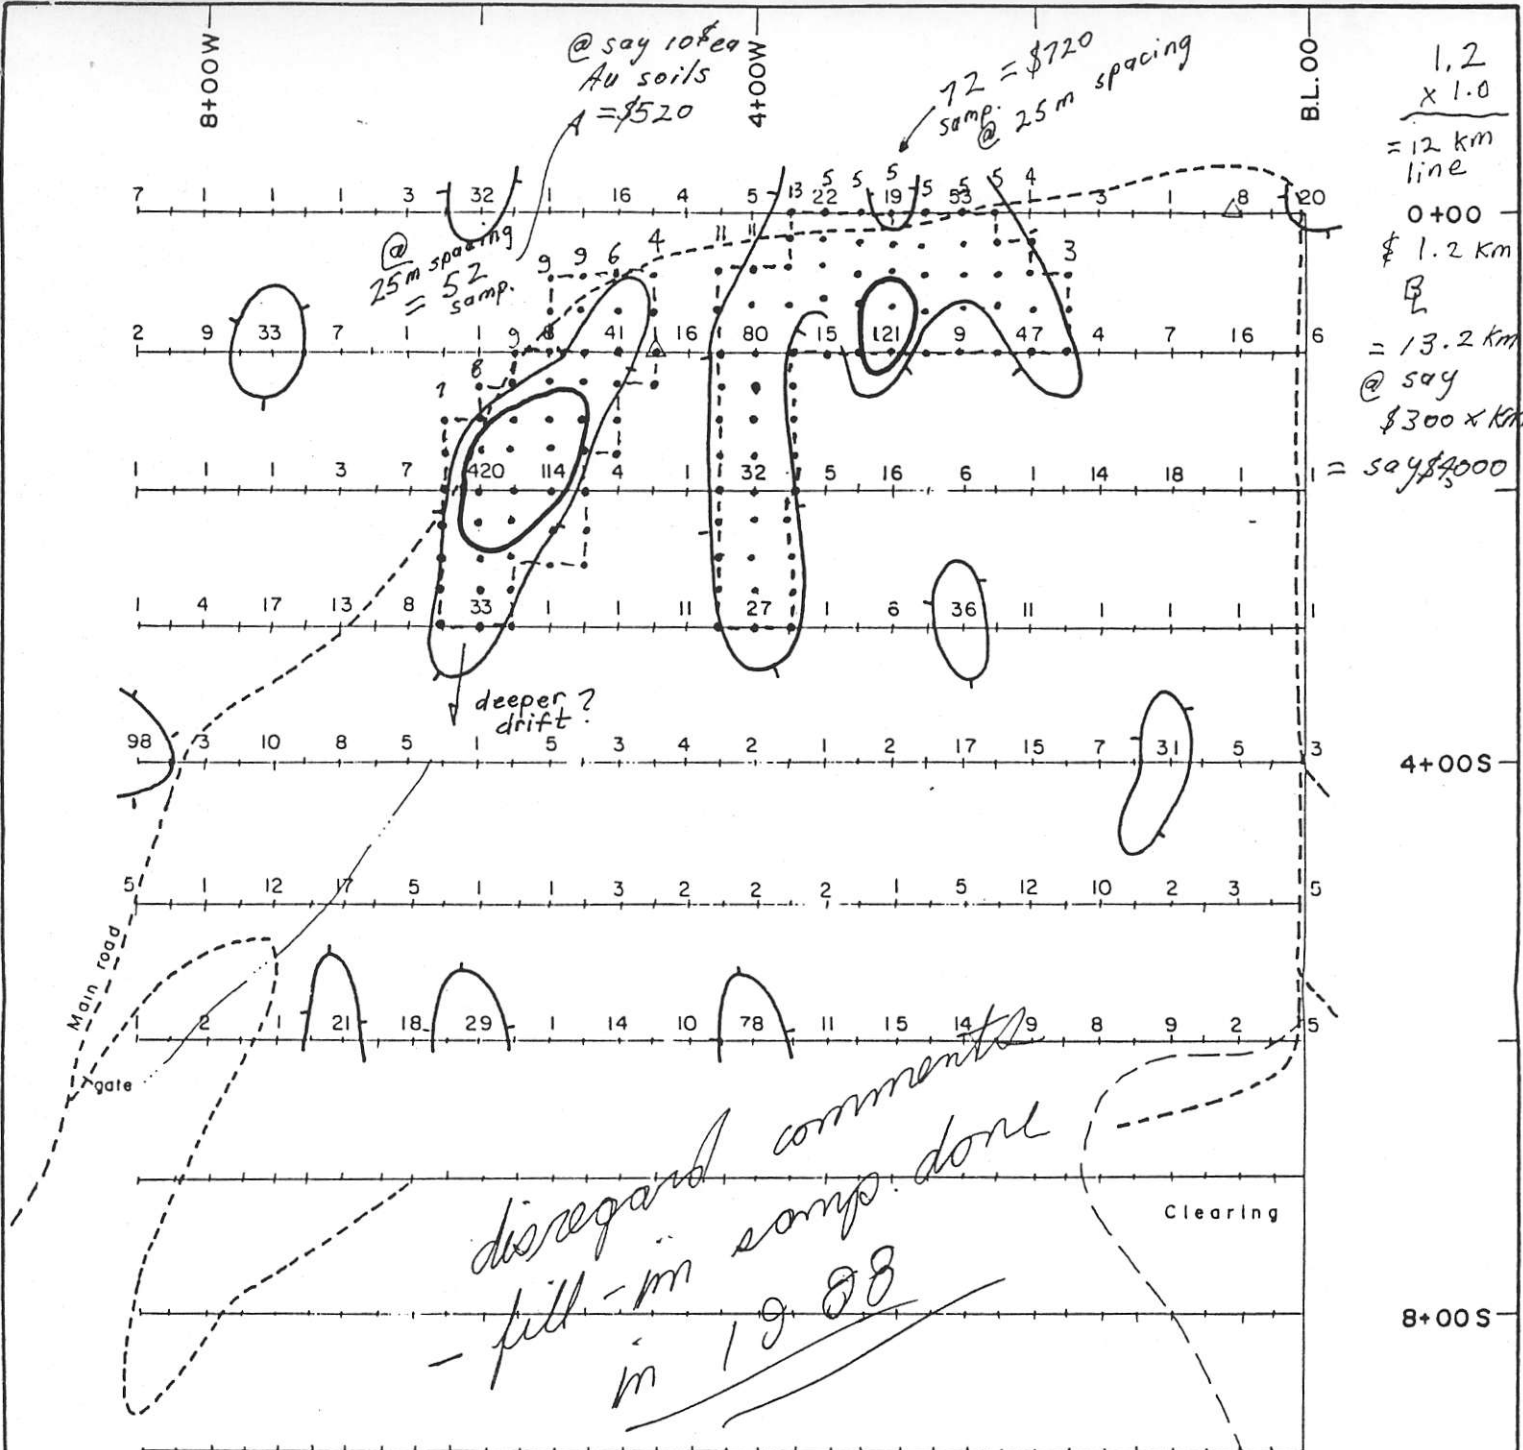 8+00W
4+00W
B.L. 00
@ say 10$ ea
Au soils
= $520
72 = $720
samp.
@ 25m spacing
1.2
x 1.0
= 12 km
line
7 1 1 1 3 32 1 16 4 5 13 22 19 53 4 3 1 8 20
5 5 5 5 5 5
0+00
$ 1.2 km
BL
= 13.2 km
@ say
$300 x km
= say $4,000
@
25m spacing
= 52
samp.
9 9 6 4 11 11 3
2 9 33 7 1 1 8 41 16 80 15 121 9 47 4 7 16 6
9
8
7
1 1 1 3 7 420 114 4 1 32 5 16 6 1 14 18 1 1
1 4 17 13 8 33 1 1 11 27 1 6 36 11 1 1 1 1
deeper
drift?
98 3 10 8 5 1 5 3 4 2 1 2 17 15 7 31 5 3
4+00S
5 1 12 17 5 1 1 3 2 2 2 1 5 12 10 2 3 5
Main road
1 2 1 21 18 29 1 14 10 78 11 15 14 9 8 9 2 5
gate
disregard comments
- fill-in soils done
in 1988
Clearing
8+00S